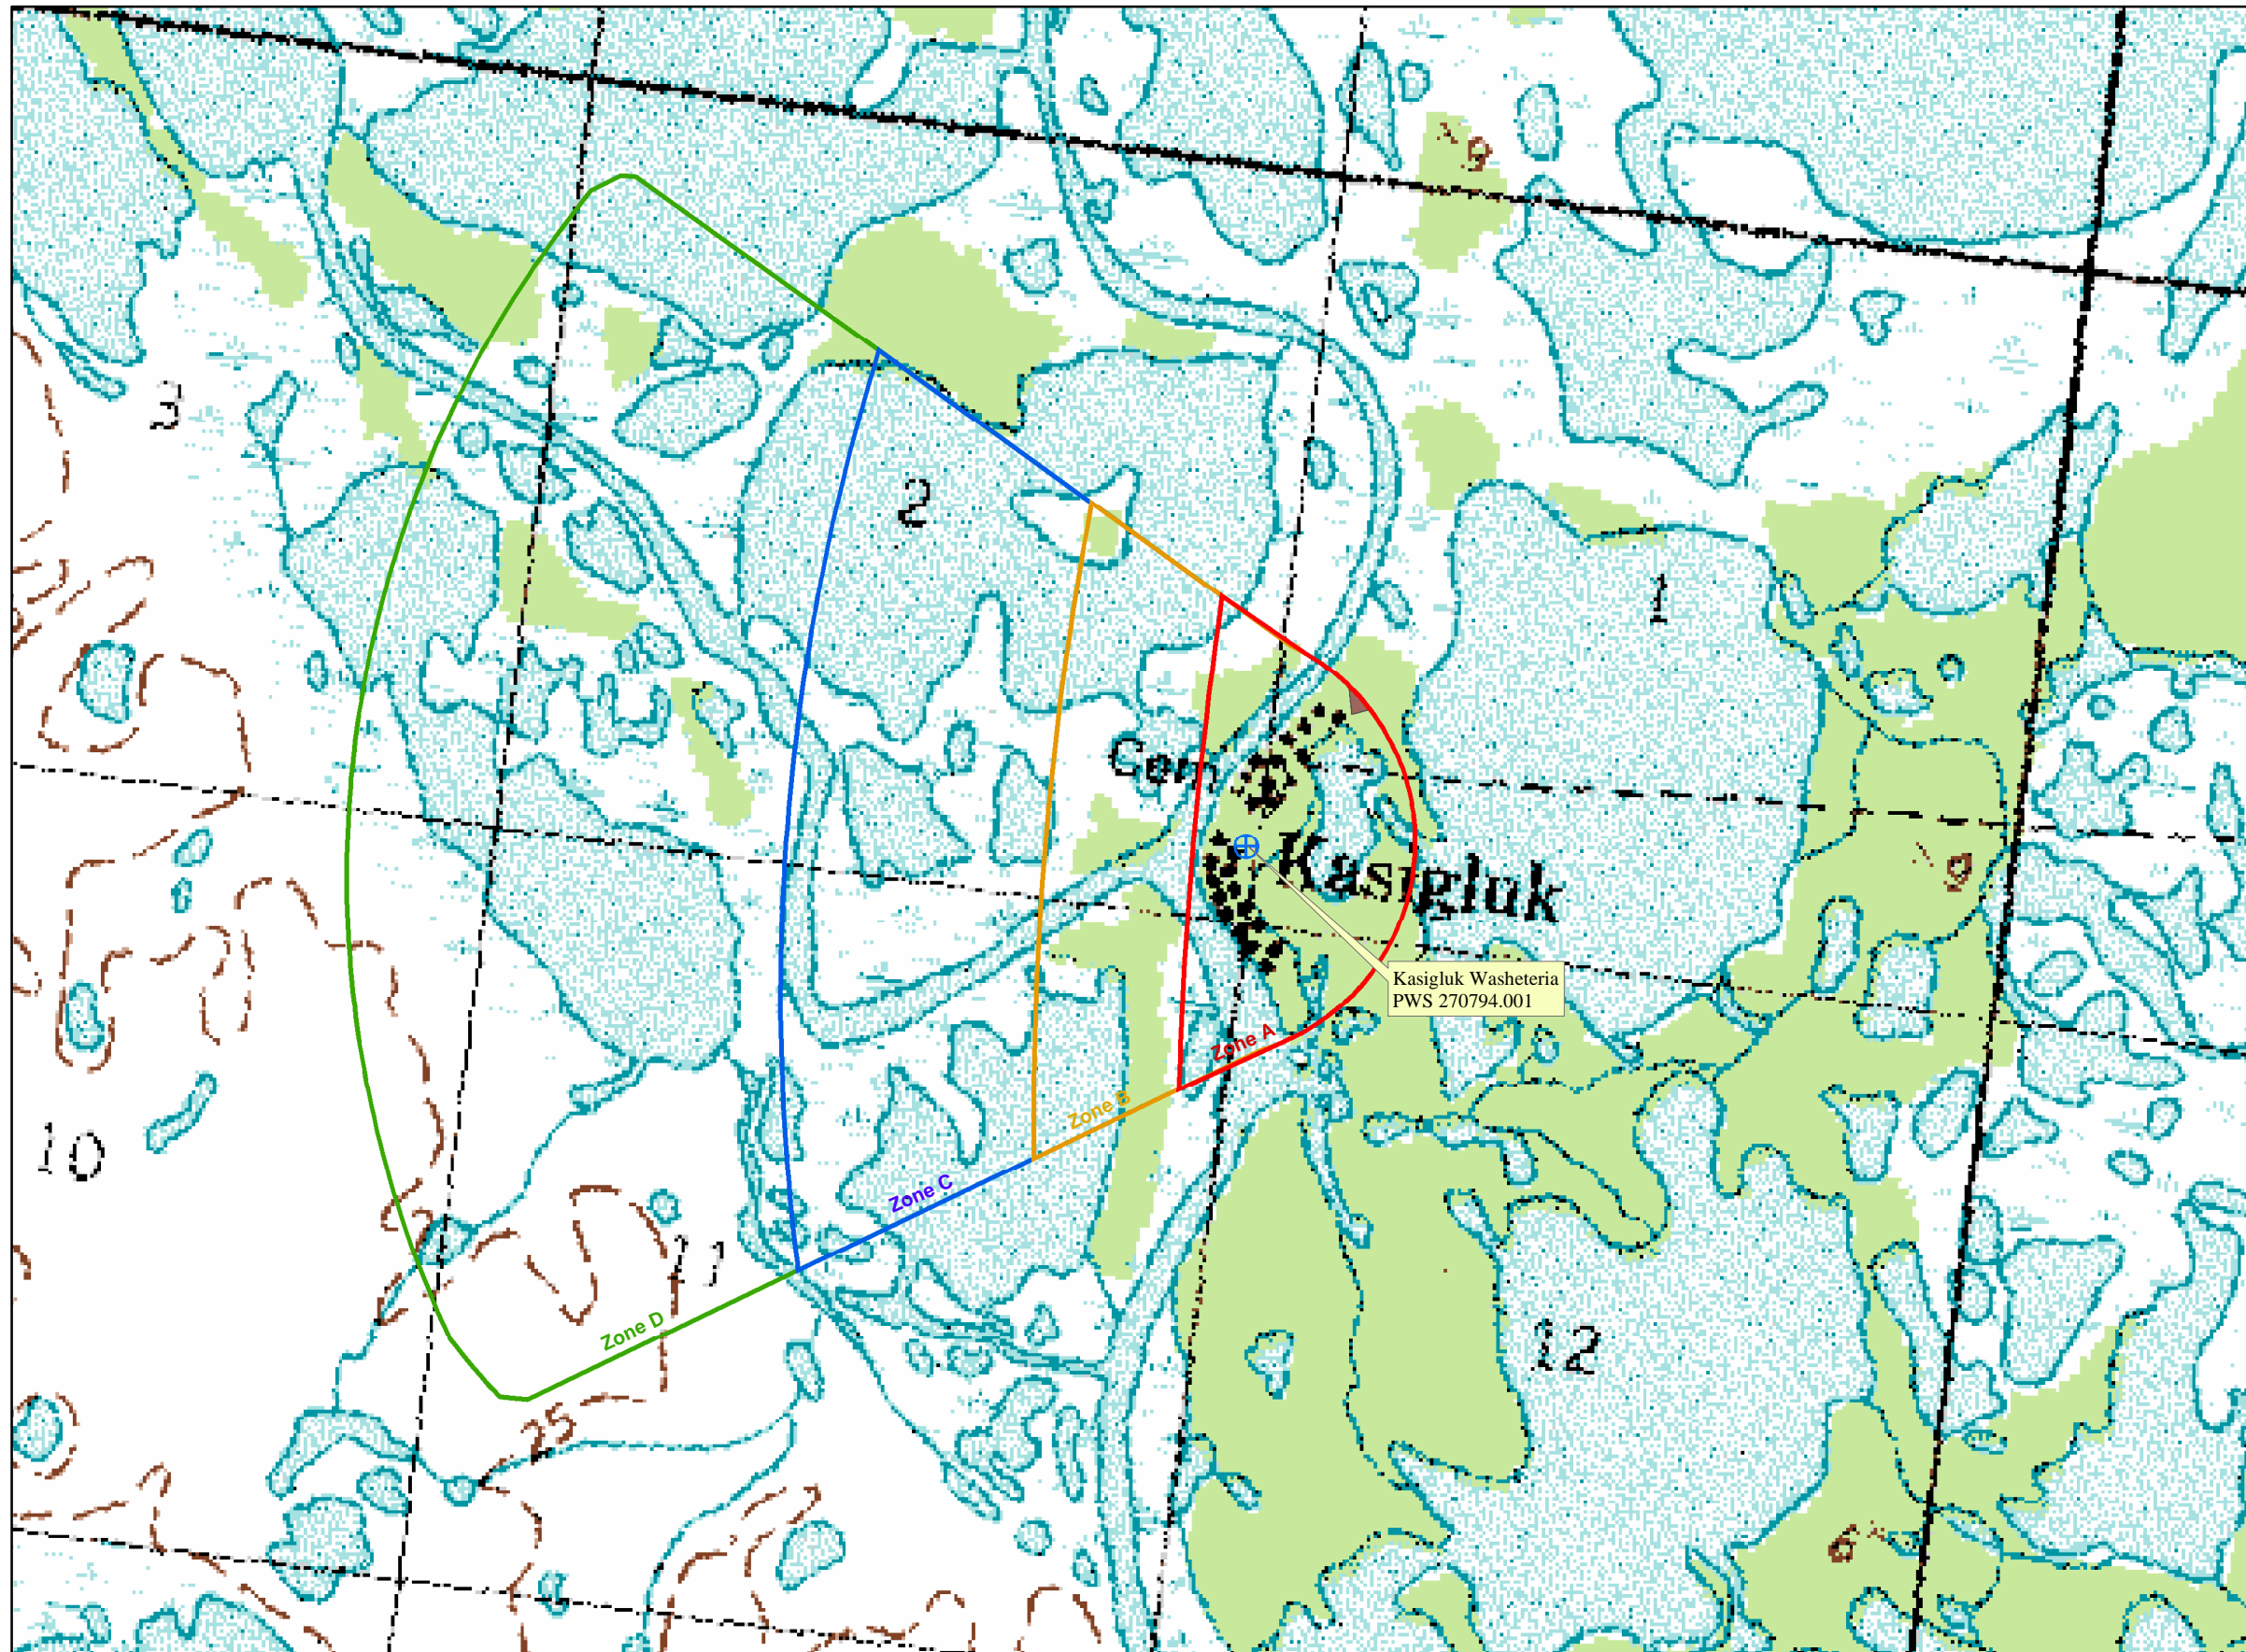 9
3
2
1
Cem
Kasigluk
9
Kasigluk Washeteria
PWS 270794.001
Zone A
Zone B
Zone C
Zone D
10
11
12
25
6